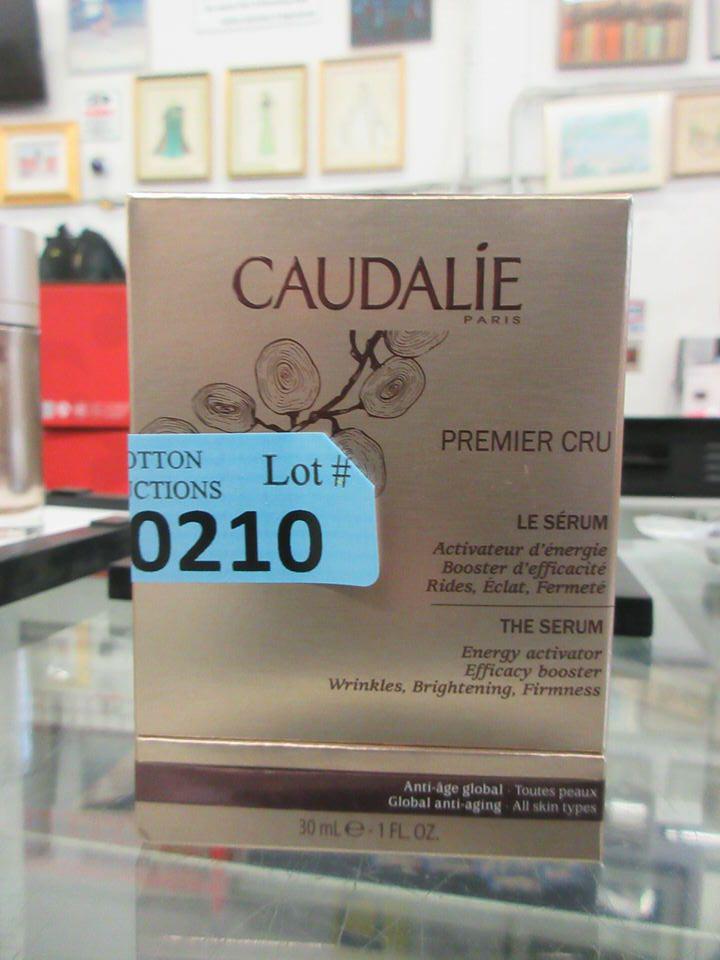 CAUDALÍE
PARIS
PREMIER CRU
OTTON
UCTIONS
Lot #
0210
LE SÉRUM
Activateur d'énergie
Booster d'efficacité
Rides, Éclat, Fermeté
THE SERUM
Energy activator
Efficacy booster
Wrinkles, Brightening, Firmness
Anti-âge global · Toutes peaux
Global anti-aging · All skin types
30 mL ℮ - 1 FL. OZ.